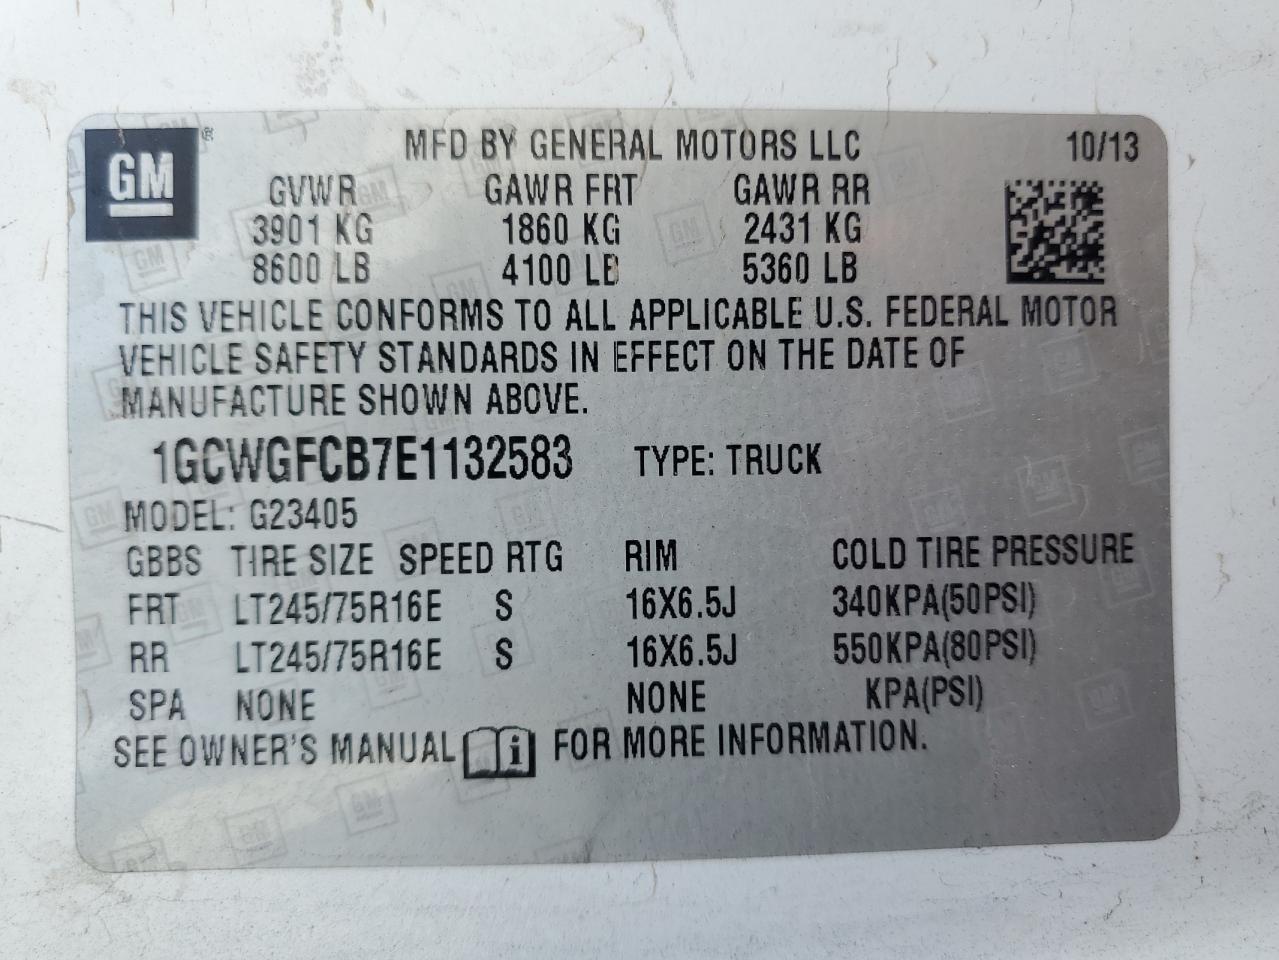 GM
MFD BY GENERAL MOTORS LLC 10/13
GVWR GAWR FRT GAWR RR
3901 KG 1860 KG 2431 KG
8600 LB 4100 LB 5360 LB
THIS VEHICLE CONFORMS TO ALL APPLICABLE U.S. FEDERAL MOTOR
VEHICLE SAFETY STANDARDS IN EFFECT ON THE DATE OF
MANUFACTURE SHOWN ABOVE.
1GCWGFCB7E1132583 TYPE: TRUCK
MODEL: G23405
GBBS TIRE SIZE SPEED RTG RIM COLD TIRE PRESSURE
FRT LT245/75R16E S 16X6.5J 340KPA(50PSI)
RR LT245/75R16E S 16X6.5J 550KPA(80PSI)
SPA NONE NONE KPA(PSI)
SEE OWNER'S MANUAL i FOR MORE INFORMATION.